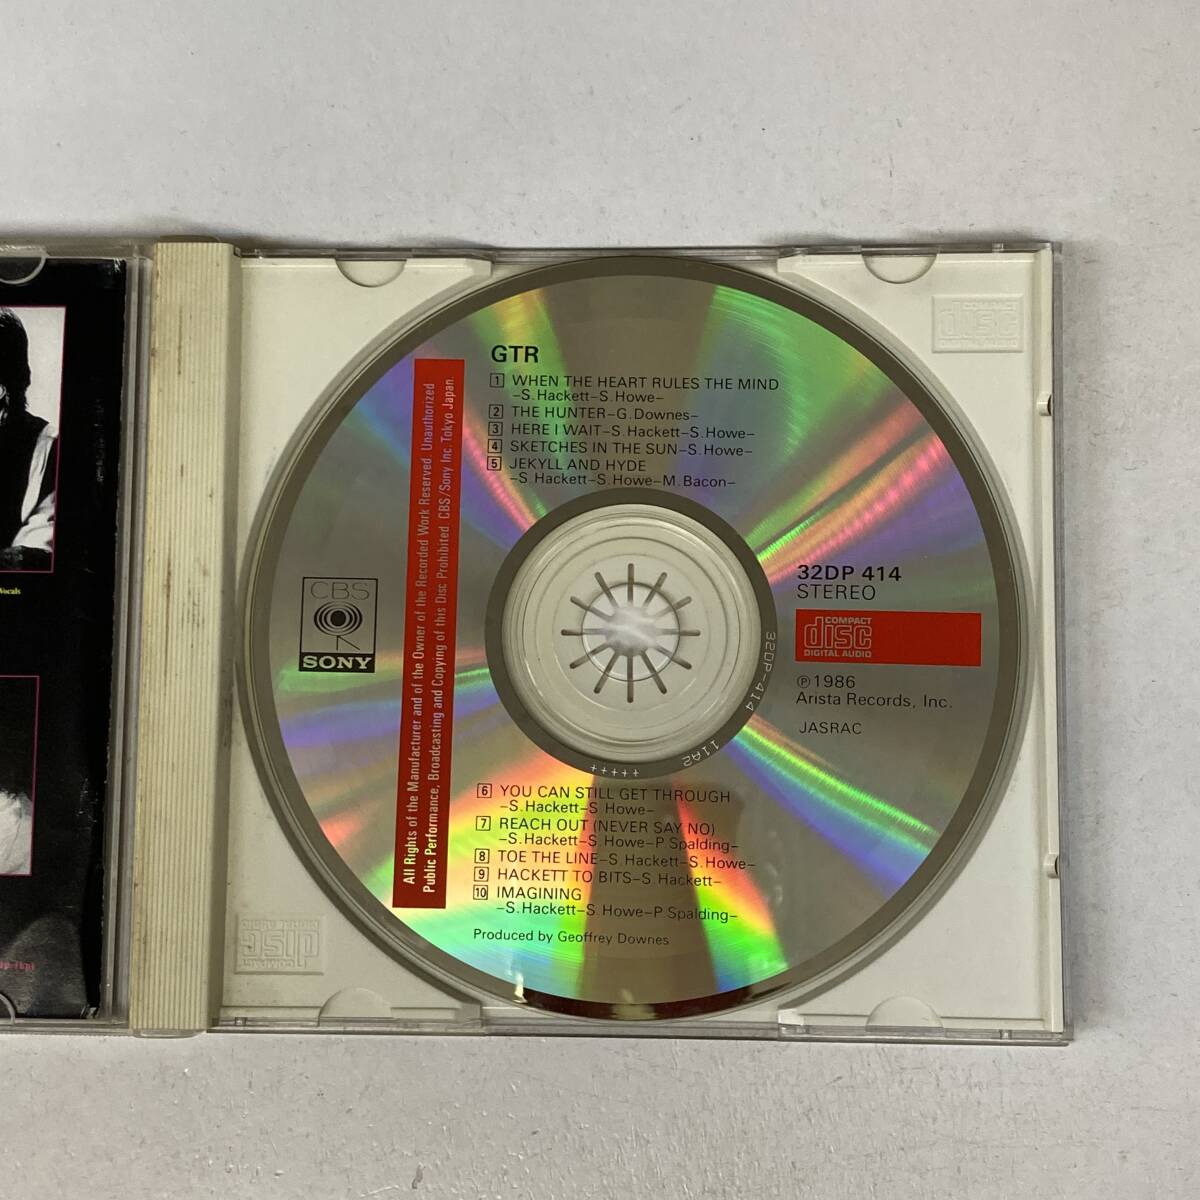 GTR
1 WHEN THE HEART RULES THE MIND
–S. Hackett–S. Howe–
2 THE HUNTER–G. Downes–
3 HERE I WAIT–S. Hackett–S. Howe–
4 SKETCHES IN THE SUN–S. Howe–
5 JEKYLL AND HYDE
–S. Hackett–S. Howe–M. Bacon–
All Rights of the Manufacturer and of the Owner of the Recorded Work Reserved. Unauthorized
Public Performance, Broadcasting and Copying of this Disc Prohibited CBS/Sony Inc. Tokyo Japan.
CBS
SONY
32DP 414
STEREO
COMPACT
disc
DIGITAL AUDIO
℗1986
Arista Records, Inc.
JASRAC
32DP-414 11A2 +++++
6 YOU CAN STILL GET THROUGH
–S. Hackett–S. Howe–
7 REACH OUT (NEVER SAY NO)
–S. Hackett–S. Howe–P. Spalding–
8 TOE THE LINE–S. Hackett–S. Howe–
9 HACKETT TO BITS–S. Hackett–
10 IMAGINING
–S. Hackett–S. Howe–P. Spalding–
Produced by Geoffrey Downes
COMPACT
disc
DIGITAL AUDIO
COMPACT
disc
DIGITAL AUDIO
Vocals